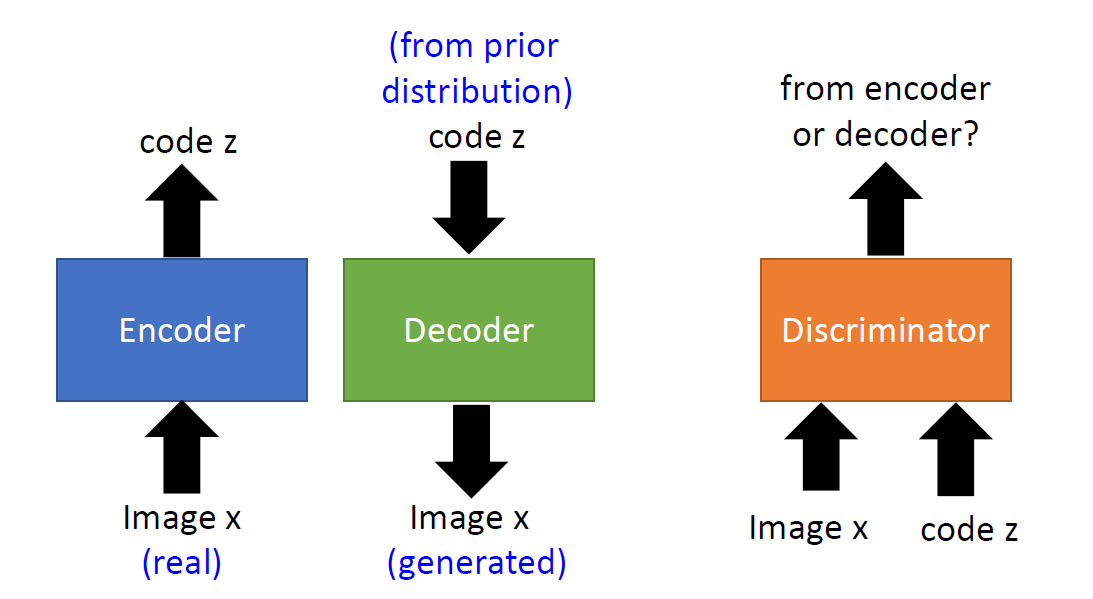 code z
Encoder
Image x
(real)
(from prior
distribution)
code z
Decoder
Image x
(generated)
from encoder
or decoder?
Discriminator
Image x
code z